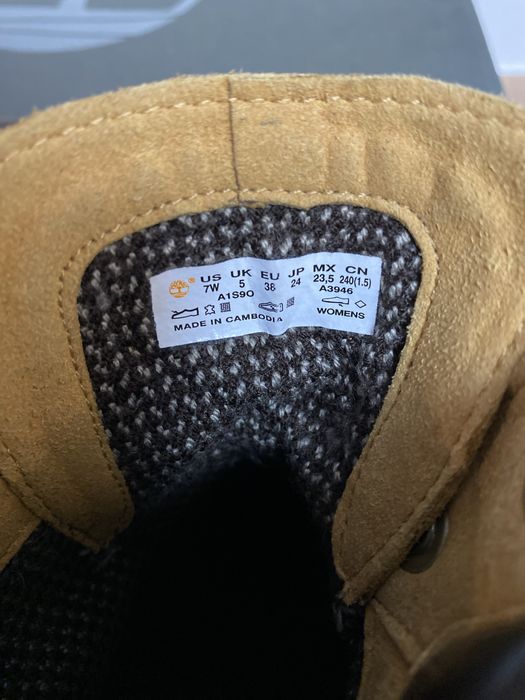 US UK EU JP MX CN
7W 5 38 24 23,5 240(1.5)
A1S9O A3946
MADE IN CAMBODIA WOMENS